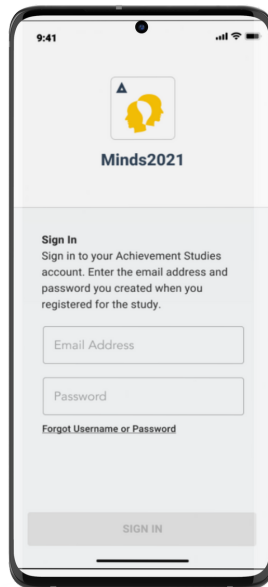 9:41
Minds2021
Sign In
Sign in to your Achievement Studies
account. Enter the email address and
password you created when you
registered for the study.
Email Address
Password
Forgot Username or Password
SIGN IN